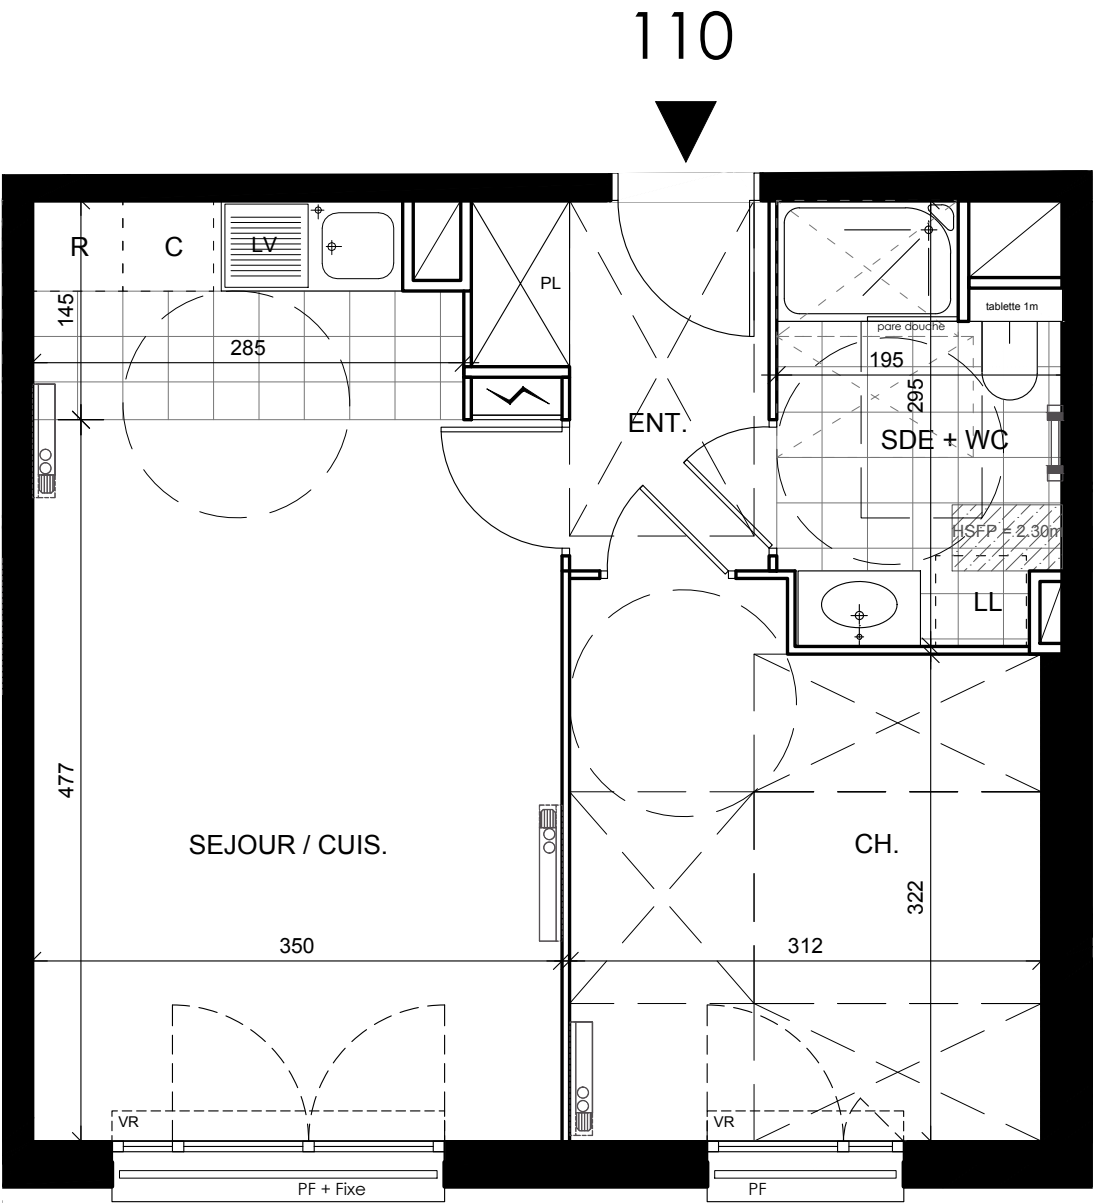 110
R
C
LV
PL
tablette 1m
pare douche
145
285
195
295
ENT.
SDE + WC
HSFP = 2.30m
LL
477
SEJOUR / CUIS.
CH.
322
350
312
VR
VR
PF + Fixe
PF